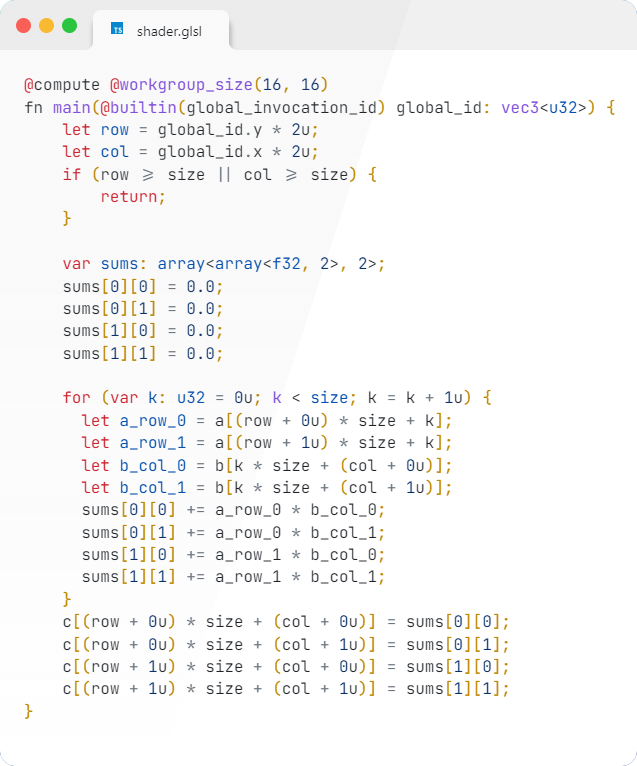 TS shader.glsl
@compute @workgroup_size(16, 16)
fn main(@builtin(global_invocation_id) global_id: vec3<u32>) {
    let row = global_id.y * 2u;
    let col = global_id.x * 2u;
    if (row >= size || col >= size) {
        return;
    }

    var sums: array<array<f32, 2>, 2>;
    sums[0][0] = 0.0;
    sums[0][1] = 0.0;
    sums[1][0] = 0.0;
    sums[1][1] = 0.0;

    for (var k: u32 = 0u; k < size; k = k + 1u) {
      let a_row_0 = a[(row + 0u) * size + k];
      let a_row_1 = a[(row + 1u) * size + k];
      let b_col_0 = b[k * size + (col + 0u)];
      let b_col_1 = b[k * size + (col + 1u)];
      sums[0][0] += a_row_0 * b_col_0;
      sums[0][1] += a_row_0 * b_col_1;
      sums[1][0] += a_row_1 * b_col_0;
      sums[1][1] += a_row_1 * b_col_1;
    }
    c[(row + 0u) * size + (col + 0u)] = sums[0][0];
    c[(row + 0u) * size + (col + 1u)] = sums[0][1];
    c[(row + 1u) * size + (col + 0u)] = sums[1][0];
    c[(row + 1u) * size + (col + 1u)] = sums[1][1];
}